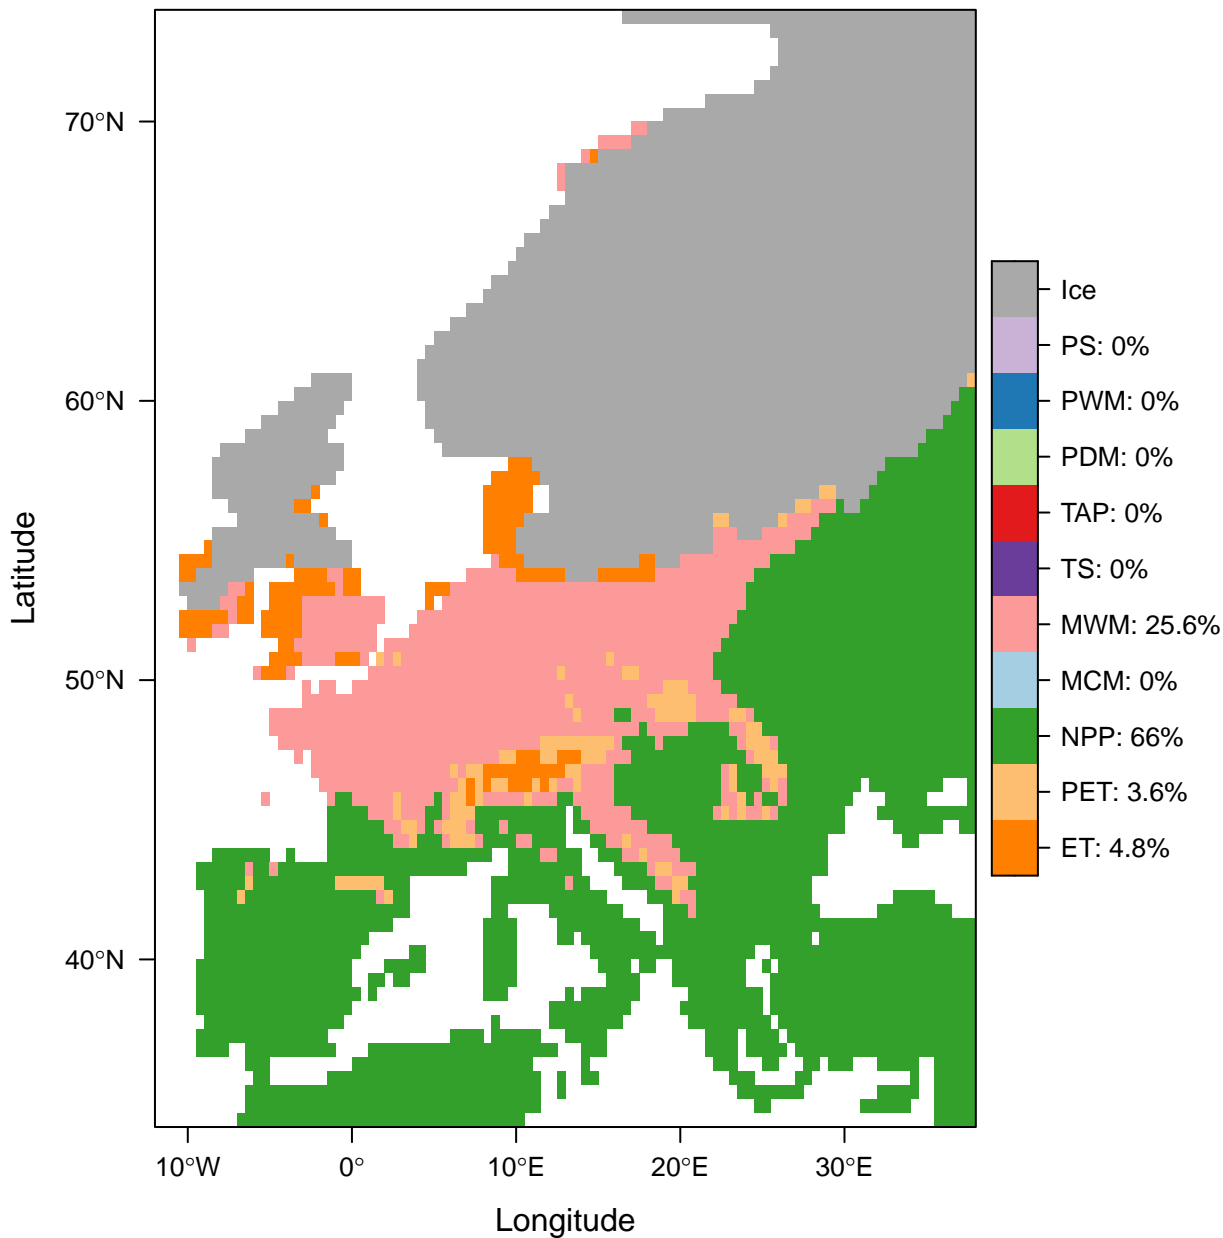 70°N
60°N
50°N
40°N
Latitude
10°W
0°
10°E
20°E
30°E
Longitude
Ice
PS: 0%
PWM: 0%
PDM: 0%
TAP: 0%
TS: 0%
MWM: 25.6%
MCM: 0%
NPP: 66%
PET: 3.6%
ET: 4.8%